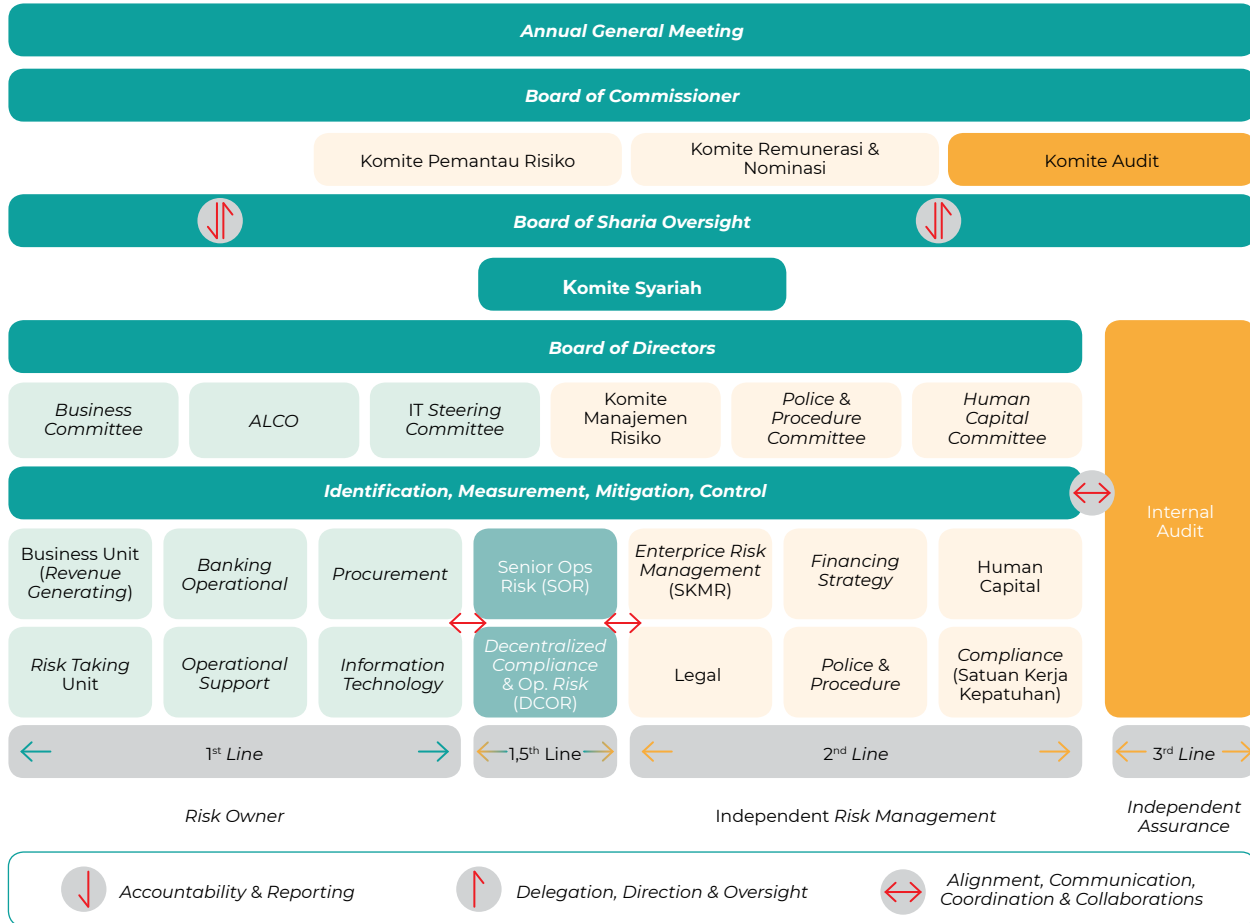 Annual General Meeting
Board of Commissioner
Komite Pemantau Risiko
Komite Remunerasi &
Nominasi
Komite Audit
Board of Sharia Oversight
Komite Syariah
Board of Directors
Business
Committee
ALCO
IT Steering
Committee
Komite
Manajemen
Risiko
Police &
Procedure
Committee
Human
Capital
Committee
Identification, Measurement, Mitigation, Control
Internal
Audit
Business Unit
(Revenue
Generating)
Banking
Operational
Procurement
Senior Ops
Risk (SOR)
Enterprice Risk
Management
(SKMR)
Financing
Strategy
Human
Capital
Risk Taking
Unit
Operational
Support
Information
Technology
Decentralized
Compliance
& Op. Risk
(DCOR)
Legal
Police &
Procedure
Compliance
(Satuan Kerja
Kepatuhan)
1st Line
1,5th Line
2nd Line
3rd Line
Risk Owner
Independent Risk Management
Independent
Assurance
Accountability & Reporting
Delegation, Direction & Oversight
Alignment, Communication,
Coordination & Collaborations